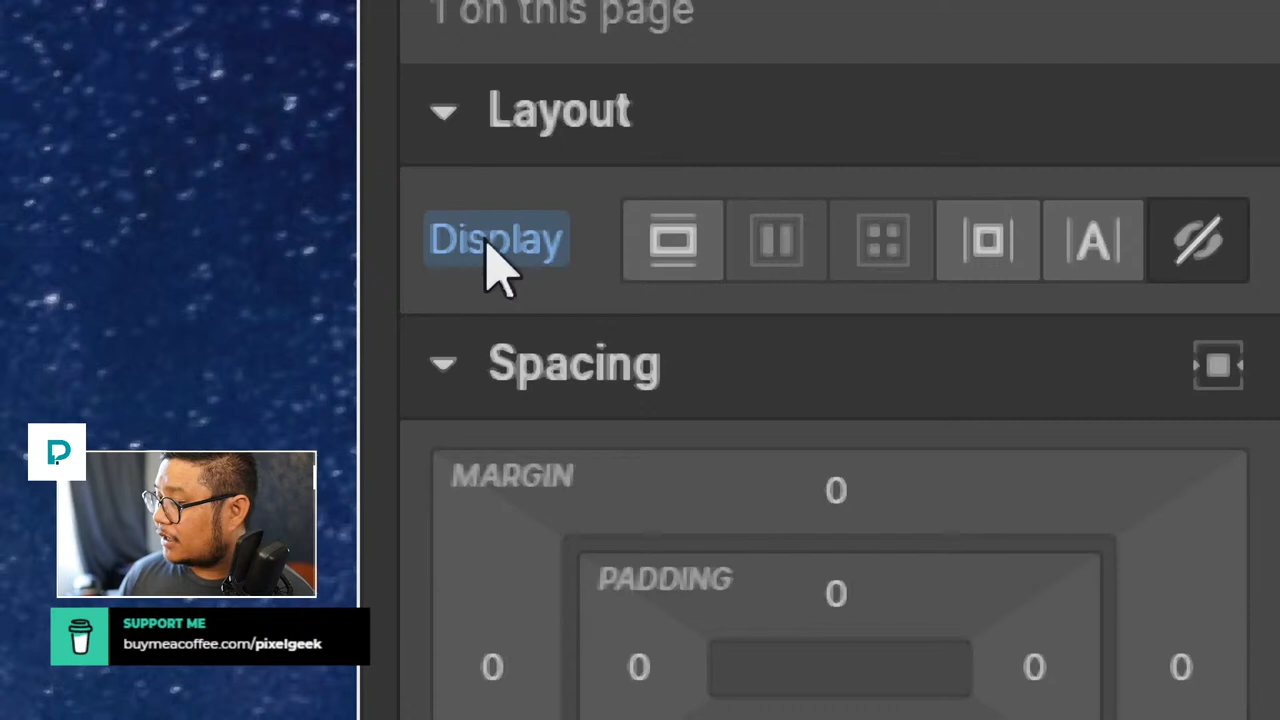 1 on this page
Layout
Display
A
Spacing
MARGIN
0
PADDING
0
0
0
0
0
P
SUPPORT ME
buymeacoffee.com/pixelgeek